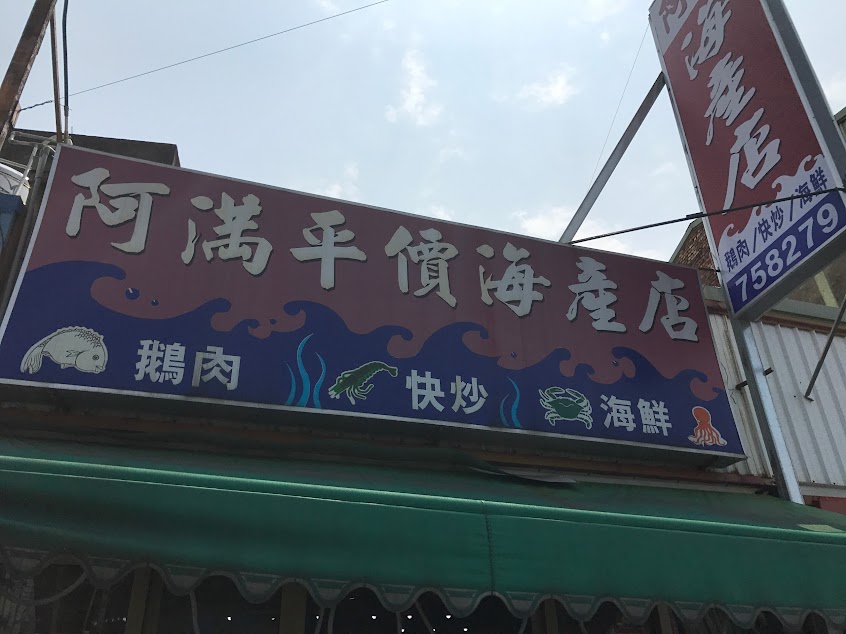 阿滿平價海產店
鵝肉 快炒 海鮮
阿
海產店
鵝肉/快炒/海鮮
758279